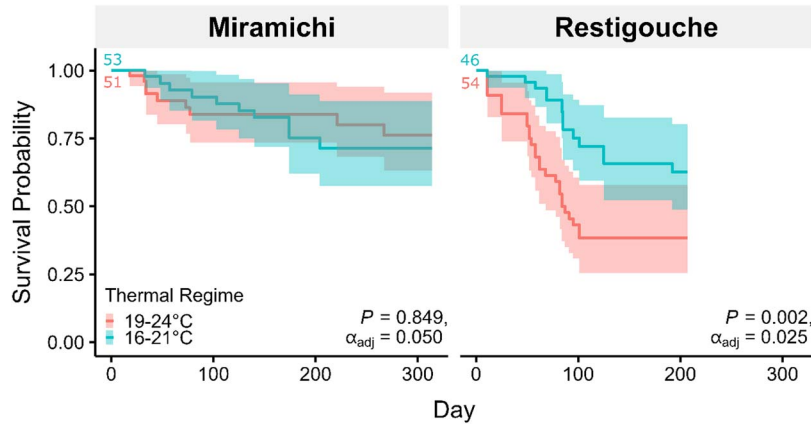 Miramichi
Restigouche
Survival Probability
1.00
0.75
0.50
0.25
0.00
53
51
46
54
Thermal Regime
19-24°C
16-21°C
P = 0.849,
αadj = 0.050
P = 0.002,
αadj = 0.025
0 100 200 300
0 100 200 300
Day